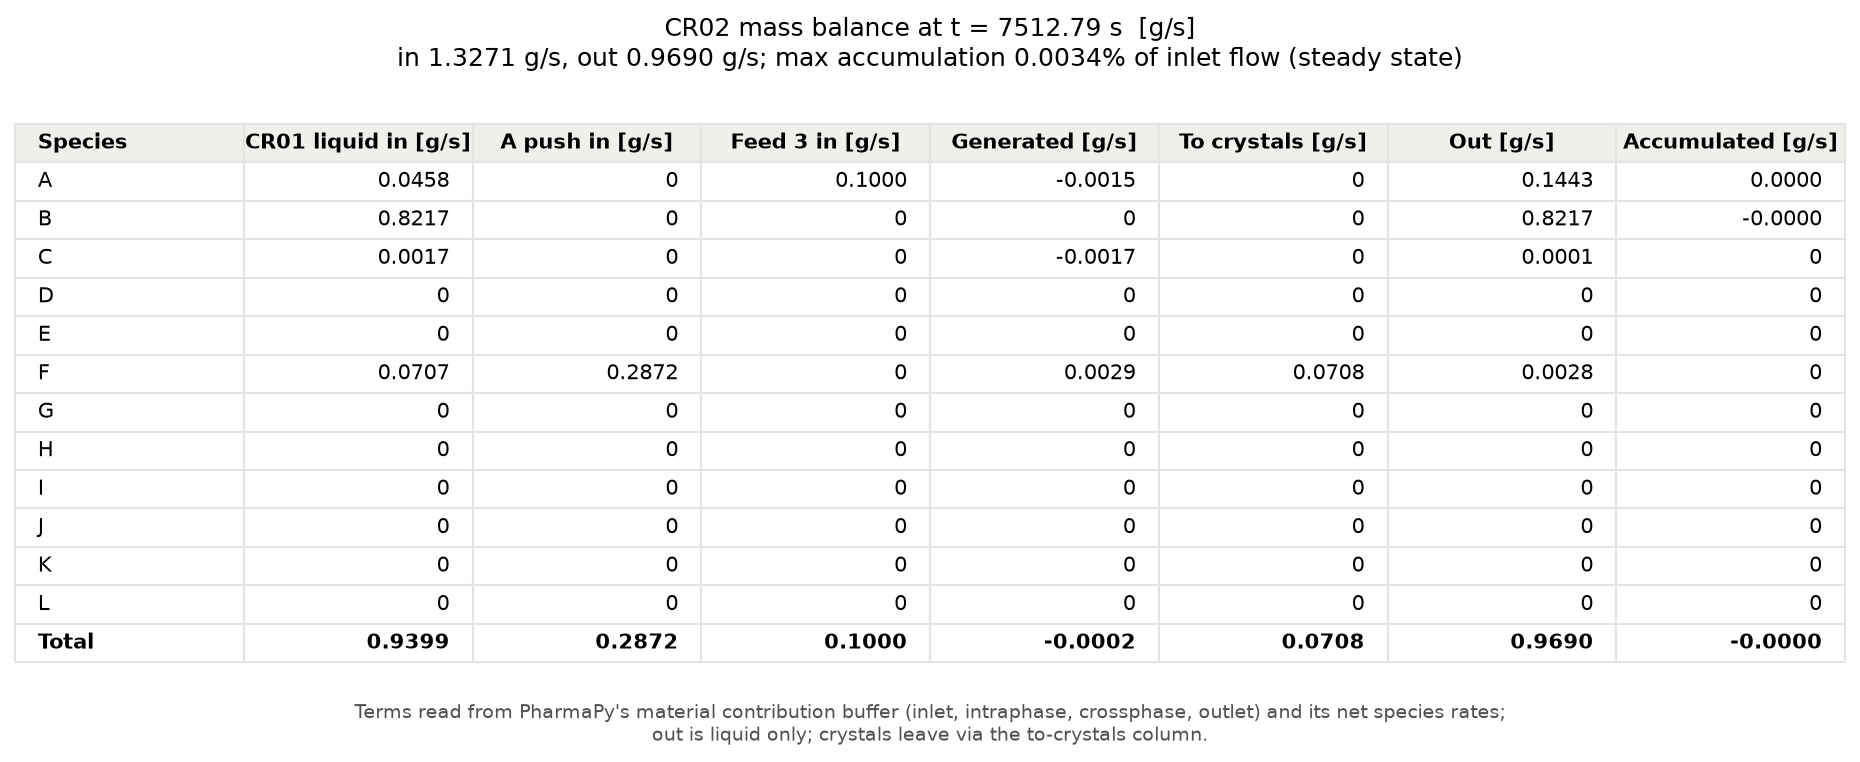 CR02 mass balance at t = 7512.79 s  [g/s]
in 1.3271 g/s, out 0.9690 g/s; max accumulation 0.0034% of inlet flow (steady state)
Species CR01 liquid in [g/s] A push in [g/s] Feed 3 in [g/s] Generated [g/s] To crystals [g/s] Out [g/s] Accumulated [g/s]
A 0.0458 0 0.1000 -0.0015 0 0.1443 0.0000
B 0.8217 0 0 0 0 0.8217 -0.0000
C 0.0017 0 0 -0.0017 0 0.0001 0
D 0 0 0 0 0 0 0
E 0 0 0 0 0 0 0
F 0.0707 0.2872 0 0.0029 0.0708 0.0028 0
G 0 0 0 0 0 0 0
H 0 0 0 0 0 0 0
I 0 0 0 0 0 0 0
J 0 0 0 0 0 0 0
K 0 0 0 0 0 0 0
L 0 0 0 0 0 0 0
Total 0.9399 0.2872 0.1000 -0.0002 0.0708 0.9690 -0.0000
Terms read from PharmaPy's material contribution buffer (inlet, intraphase, crossphase, outlet) and its net species rates;
out is liquid only; crystals leave via the to-crystals column.